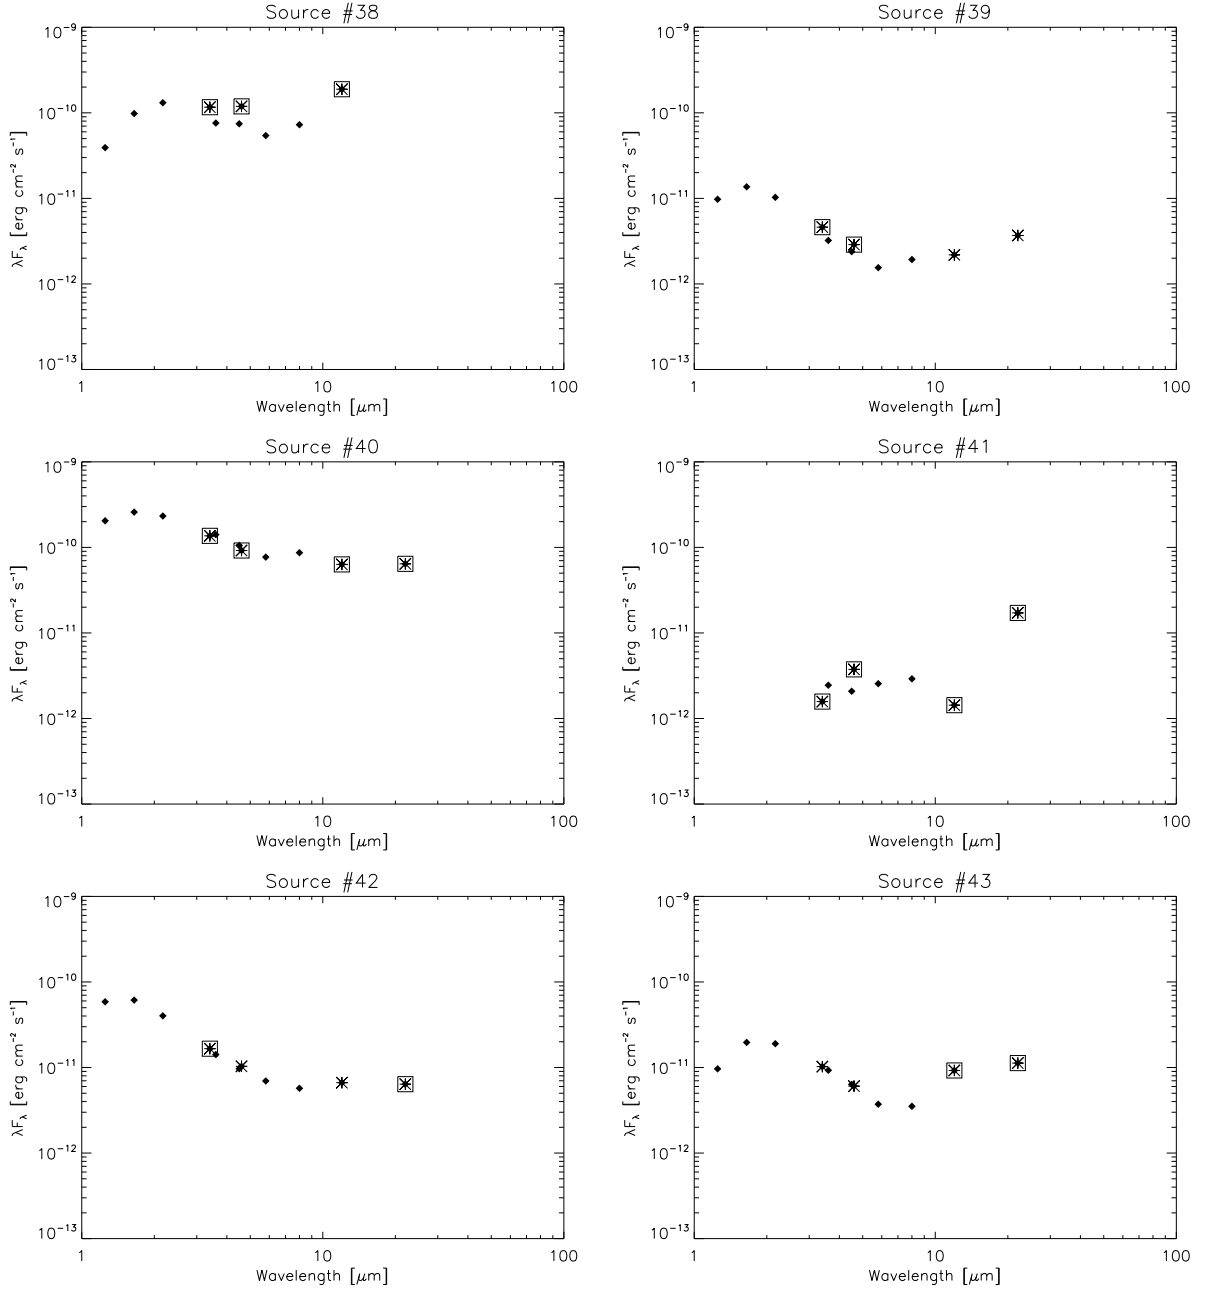 Source #38
10⁻⁹
10⁻¹⁰
10⁻¹¹
10⁻¹²
10⁻¹³
λFλ [erg cm⁻² s⁻¹]
1 10 100
Wavelength [μm]
Source #39
10⁻⁹
10⁻¹⁰
10⁻¹¹
10⁻¹²
10⁻¹³
λFλ [erg cm⁻² s⁻¹]
1 10 100
Wavelength [μm]
Source #40
10⁻⁹
10⁻¹⁰
10⁻¹¹
10⁻¹²
10⁻¹³
λFλ [erg cm⁻² s⁻¹]
1 10 100
Wavelength [μm]
Source #41
10⁻⁹
10⁻¹⁰
10⁻¹¹
10⁻¹²
10⁻¹³
λFλ [erg cm⁻² s⁻¹]
1 10 100
Wavelength [μm]
Source #42
10⁻⁹
10⁻¹⁰
10⁻¹¹
10⁻¹²
10⁻¹³
λFλ [erg cm⁻² s⁻¹]
1 10 100
Wavelength [μm]
Source #43
10⁻⁹
10⁻¹⁰
10⁻¹¹
10⁻¹²
10⁻¹³
λFλ [erg cm⁻² s⁻¹]
1 10 100
Wavelength [μm]